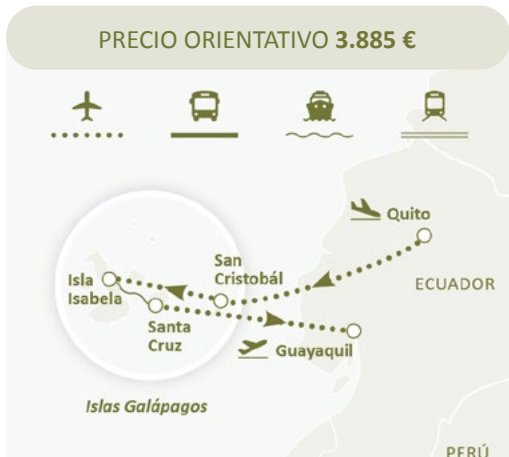 PRECIO ORIENTATIVO 3.885 €
Quito
San
Cristobál
ECUADOR
Isla
Isabela
Santa
Cruz
Guayaquil
Islas Galápagos
PERÚ